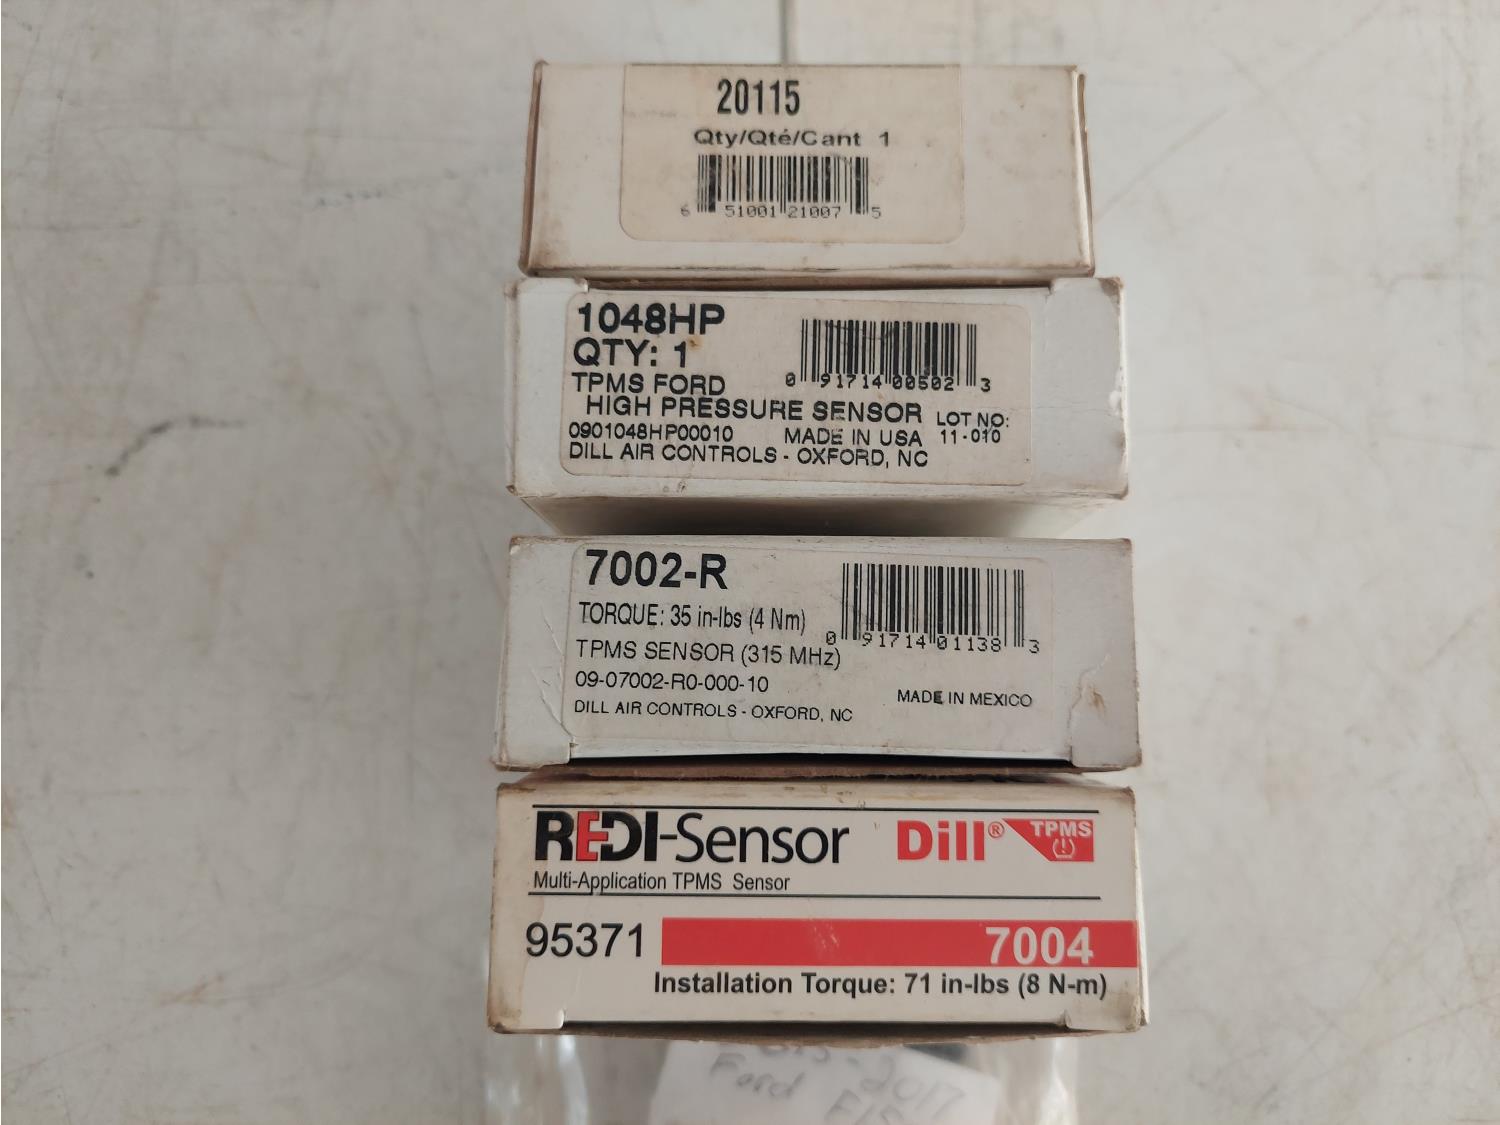 20115
Qty/Qté/Cant 1
6 51001 21007 5
1048HP
QTY: 1
TPMS FORD
0 91714 00502 3
HIGH PRESSURE SENSOR
LOT NO:
0901048HP00010 MADE IN USA 11-010
DILL AIR CONTROLS - OXFORD, NC
7002-R
TORQUE: 35 in-lbs (4 Nm)
0 91714 01138 3
TPMS SENSOR (315 MHz)
09-07002-R0-000-10
MADE IN MEXICO
DILL AIR CONTROLS - OXFORD, NC
REDI-Sensor Dill® TPMS
Multi-Application TPMS Sensor
95371 7004
Installation Torque: 71 in-lbs (8 N-m)
-2017
Ford